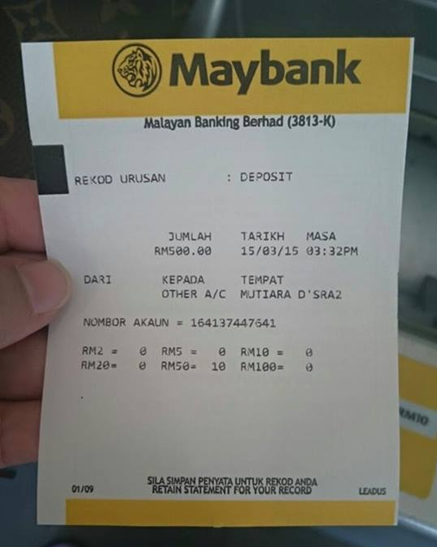 Maybank
Malayan Banking Berhad (3813-K)
REKOD URUSAN : DEPOSIT
JUMLAH TARIKH MASA
RM500.00 15/03/15 03:32PM
DARI KEPADA TEMPAT
OTHER A/C MUTIARA D'SRA2
NOMBOR AKAUN = 164137447641
RM2 = 0 RM5 = 0 RM10 = 0
RM20= 0 RM50= 10 RM100= 0
01/09
SILA SIMPAN PENYATA UNTUK REKOD ANDA
RETAIN STATEMENT FOR YOUR RECORD
LEADUS
RM10